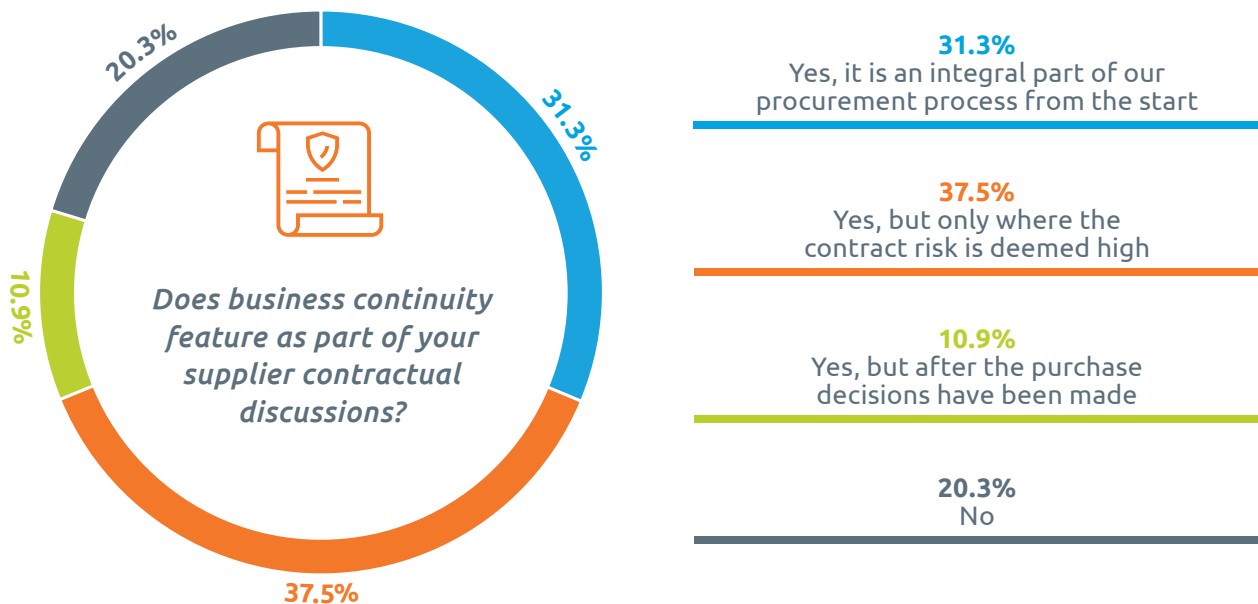 20.3%
31.3%
10.9%
37.5%
Does business continuity
feature as part of your
supplier contractual
discussions?
31.3%
Yes, it is an integral part of our
procurement process from the start
37.5%
Yes, but only where the
contract risk is deemed high
10.9%
Yes, but after the purchase
decisions have been made
20.3%
No